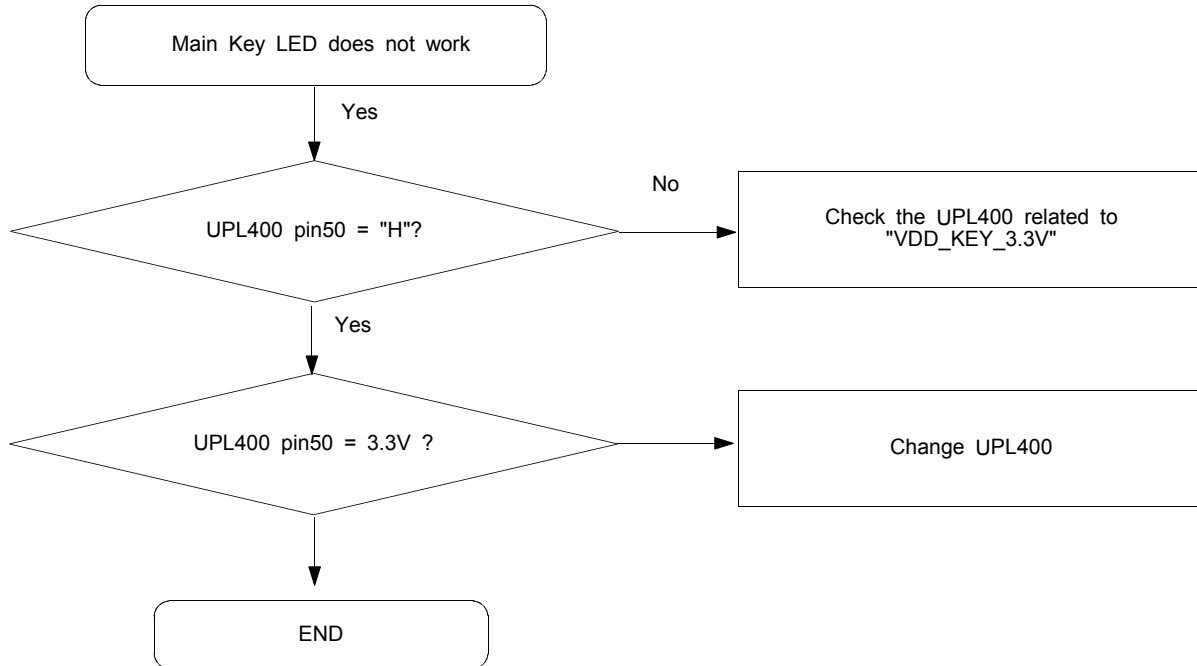 Main Key LED does not work
Yes
UPL400 pin50 = "H"?
No
Check the UPL400 related to
"VDD_KEY_3.3V"
Yes
UPL400 pin50 = 3.3V ?
Change UPL400
END